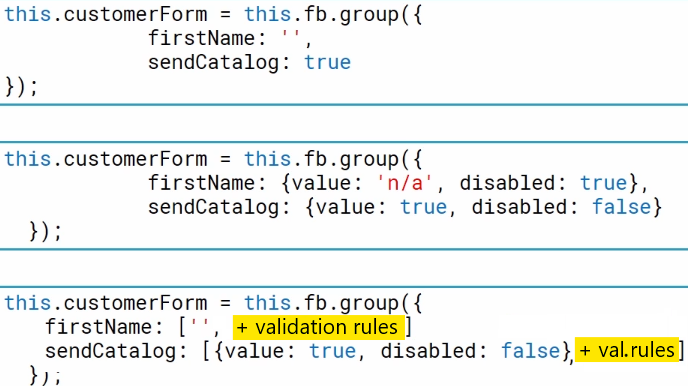 this.customerForm = this.fb.group({
firstName: '',
sendCatalog: true
});
this.customerForm = this.fb.group({
firstName: {value: 'n/a', disabled: true},
sendCatalog: {value: true, disabled: false}
});
this.customerForm = this.fb.group({
firstName: ['', + validation rules ]
sendCatalog: [{value: true, disabled: false}, + val.rules ]
});